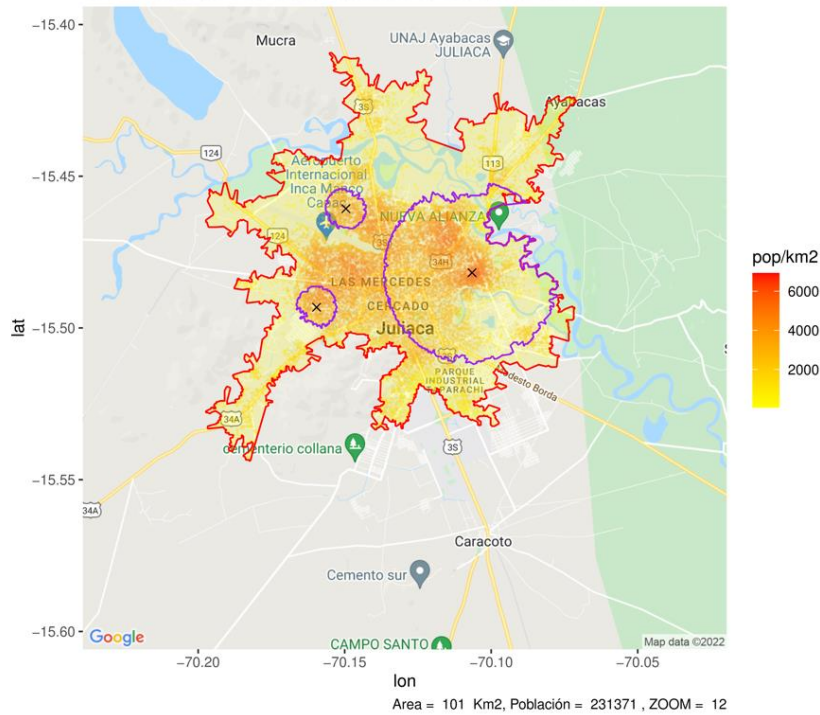 −15.40
−15.45
−15.50
−15.55
−15.60
lat
Mucra
UNAJ Ayabacas
JULIACA
Ayabacas
3S
124
113
Aeropuerto
Internacional
Inca Manco
Capac
NUEVA ALIANZA
124
3S
34H
LAS MERCEDES
CERCADO
Juliaca
PARQUE
INDUSTRIAL
TAPARACHI
desto Borda
34A
cementerio collana
3S
34A
Caracoto
Cemento sur
CAMPO SANTO
Google
Map data ©2022
−70.20
−70.15
−70.10
−70.05
lon
pop/km2
6000
4000
2000
Area = 101 Km2, Población = 231371 , ZOOM = 12